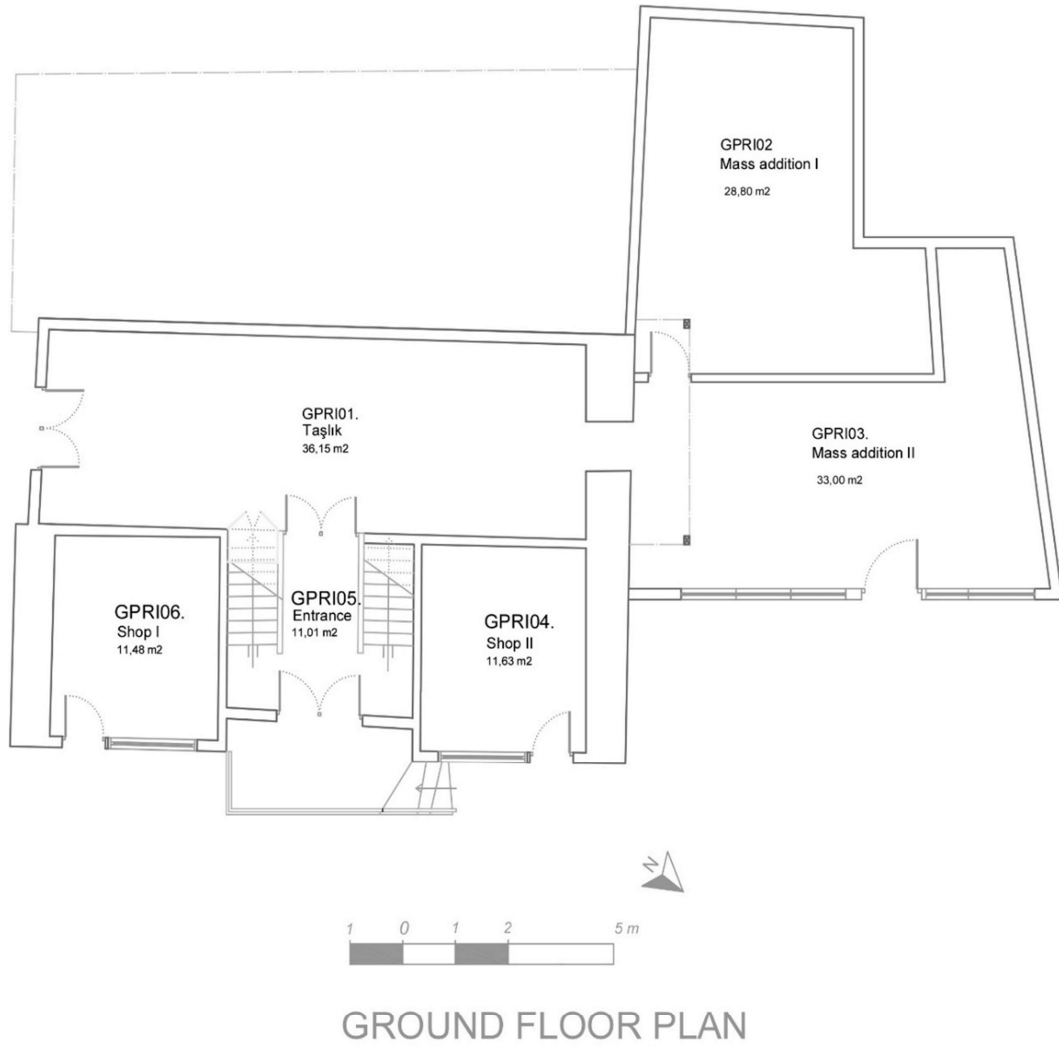 GPRI02
Mass addition I
28,80 m2
GPRI01.
Taşlık
36,15 m2
GPRI03.
Mass addition II
33,00 m2
GPRI06.
Shop I
11,48 m2
GPRI05.
Entrance
11,01 m2
GPRI04.
Shop II
11,63 m2
N
1 0 1 2 5 m
GROUND FLOOR PLAN